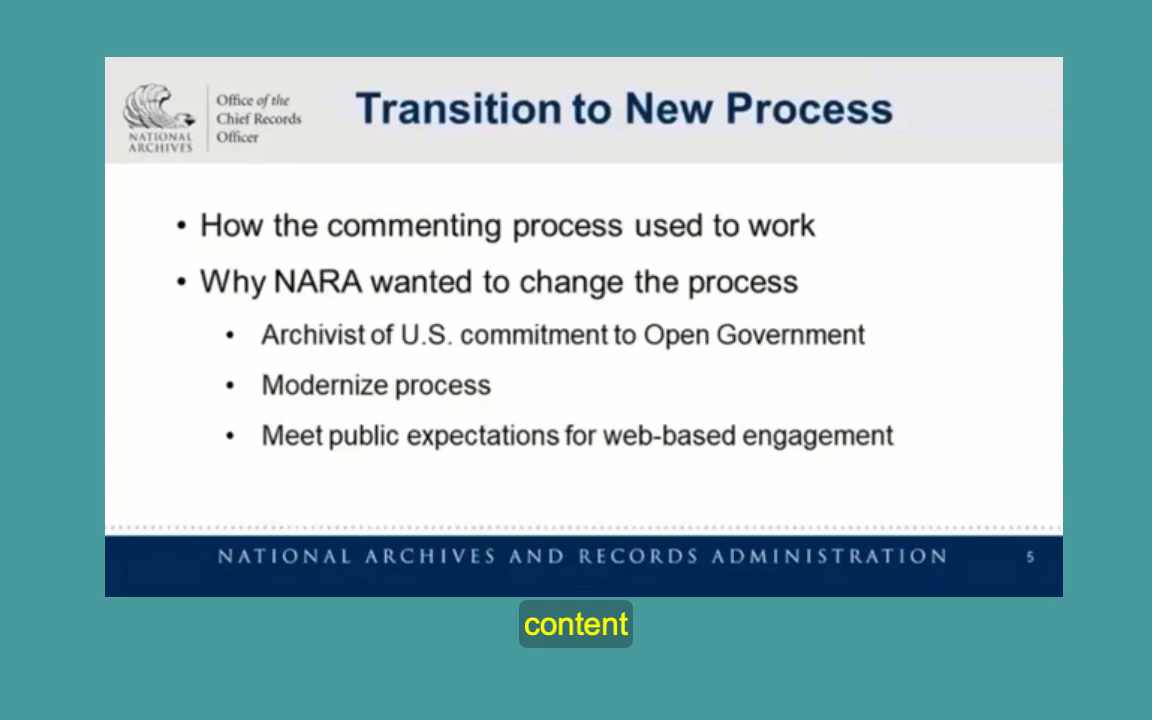 NATIONAL
ARCHIVES
Office of the
Chief Records
Officer
Transition to New Process
• How the commenting process used to work
• Why NARA wanted to change the process
• Archivist of U.S. commitment to Open Government
• Modernize process
• Meet public expectations for web-based engagement
NATIONAL ARCHIVES AND RECORDS ADMINISTRATION 5
content